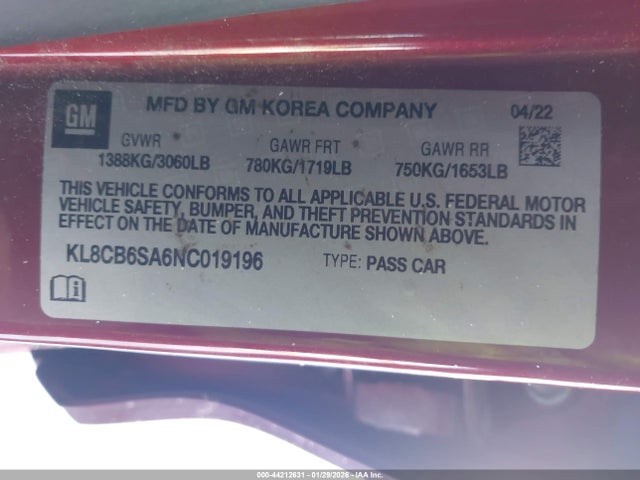 GM MFD BY GM KOREA COMPANY 04/22
GVWR GAWR FRT GAWR RR
1388KG/3060LB 780KG/1719LB 750KG/1653LB
THIS VEHICLE CONFORMS TO ALL APPLICABLE U.S. FEDERAL MOTOR
VEHICLE SAFETY, BUMPER, AND THEFT PREVENTION STANDARDS IN
EFFECT ON THE DATE OF MANUFACTURE SHOWN ABOVE.
KL8CB6SA6NC019196 TYPE: PASS CAR
000-44212631 - 01/29/2026 - IAA Inc.